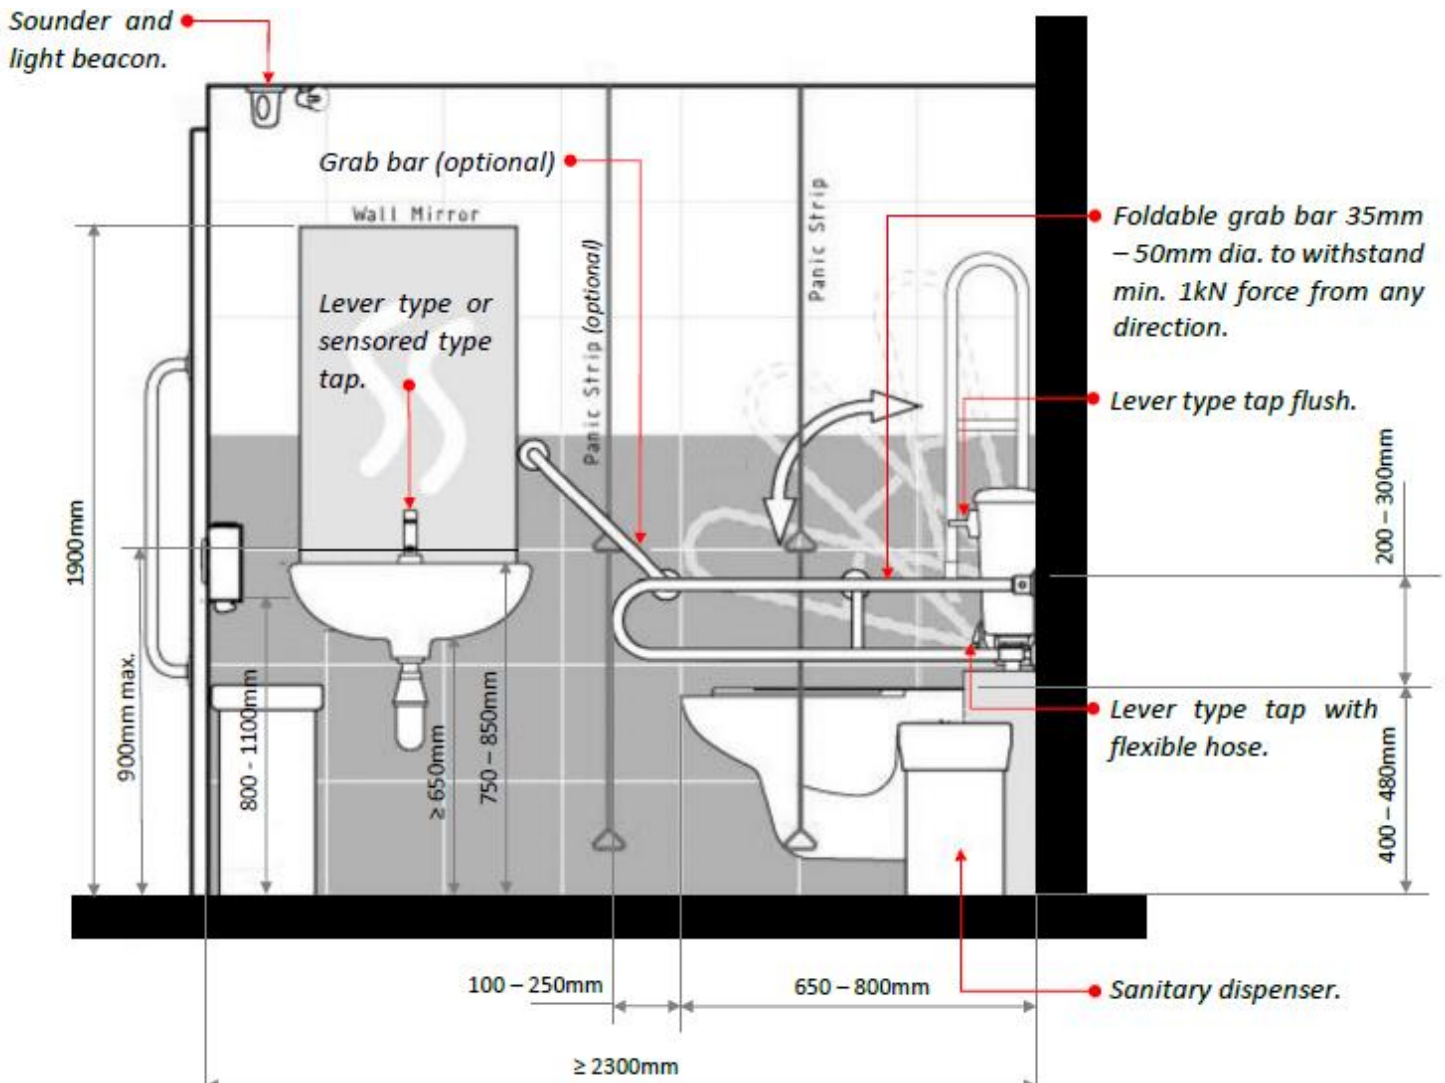 Sounder and
light beacon.
Grab bar (optional)
Wall Mirror
Lever type or
sensored type
tap.
Panic Strip (optional)
Panic Strip
Foldable grab bar 35mm
– 50mm dia. to withstand
min. 1kN force from any
direction.
Lever type tap flush.
200 – 300mm
1900mm
900mm max.
800 - 1100mm
≥ 650mm
750 – 850mm
Lever type tap with
flexible hose.
400 – 480mm
100 – 250mm
650 – 800mm
Sanitary dispenser.
≥ 2300mm